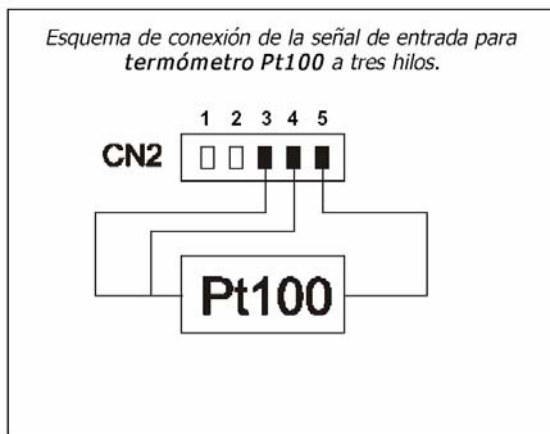 Esquema de conexión de la señal de entrada para
termómetro Pt100 a tres hilos.
1 2 3 4 5
CN2
Pt100